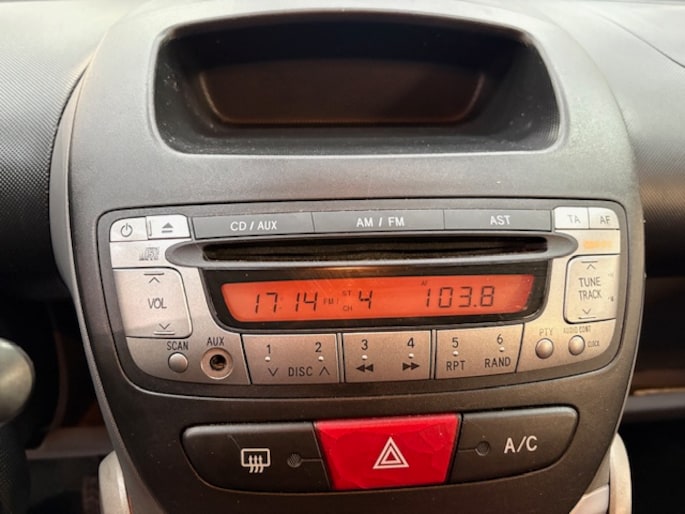 CD / AUX AM / FM AST TA AF
VOL
TUNE
TRACK
17:14 FM1 ST CH 4 AF 103.8
SCAN AUX 1 2 3 4 5 6 PTY AUDIO CONT
DISC RPT RAND CLOCK
A/C